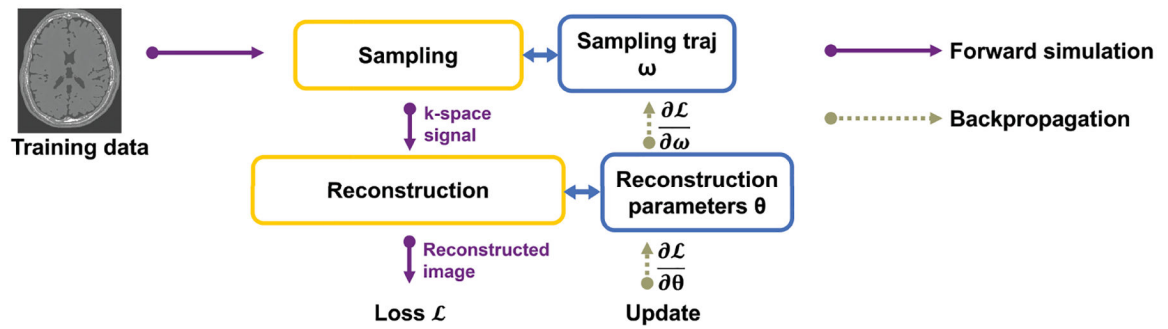 Training data
Sampling
Sampling traj
ω
Forward simulation
k-space
signal
∂ℒ
∂ω
Backpropagation
Reconstruction
Reconstruction
parameters θ
Reconstructed
image
∂ℒ
∂θ
Loss ℒ
Update